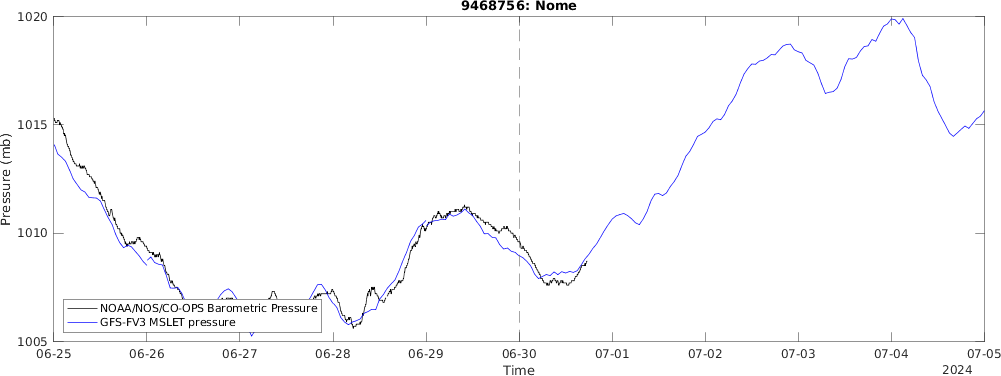 9468756: Nome
Pressure (mb)
1020
1015
1010
1005
NOAA/NOS/CO-OPS Barometric Pressure
GFS-FV3 MSLET pressure
06-25 06-26 06-27 06-28 06-29 06-30 07-01 07-02 07-03 07-04 07-05
Time
2024